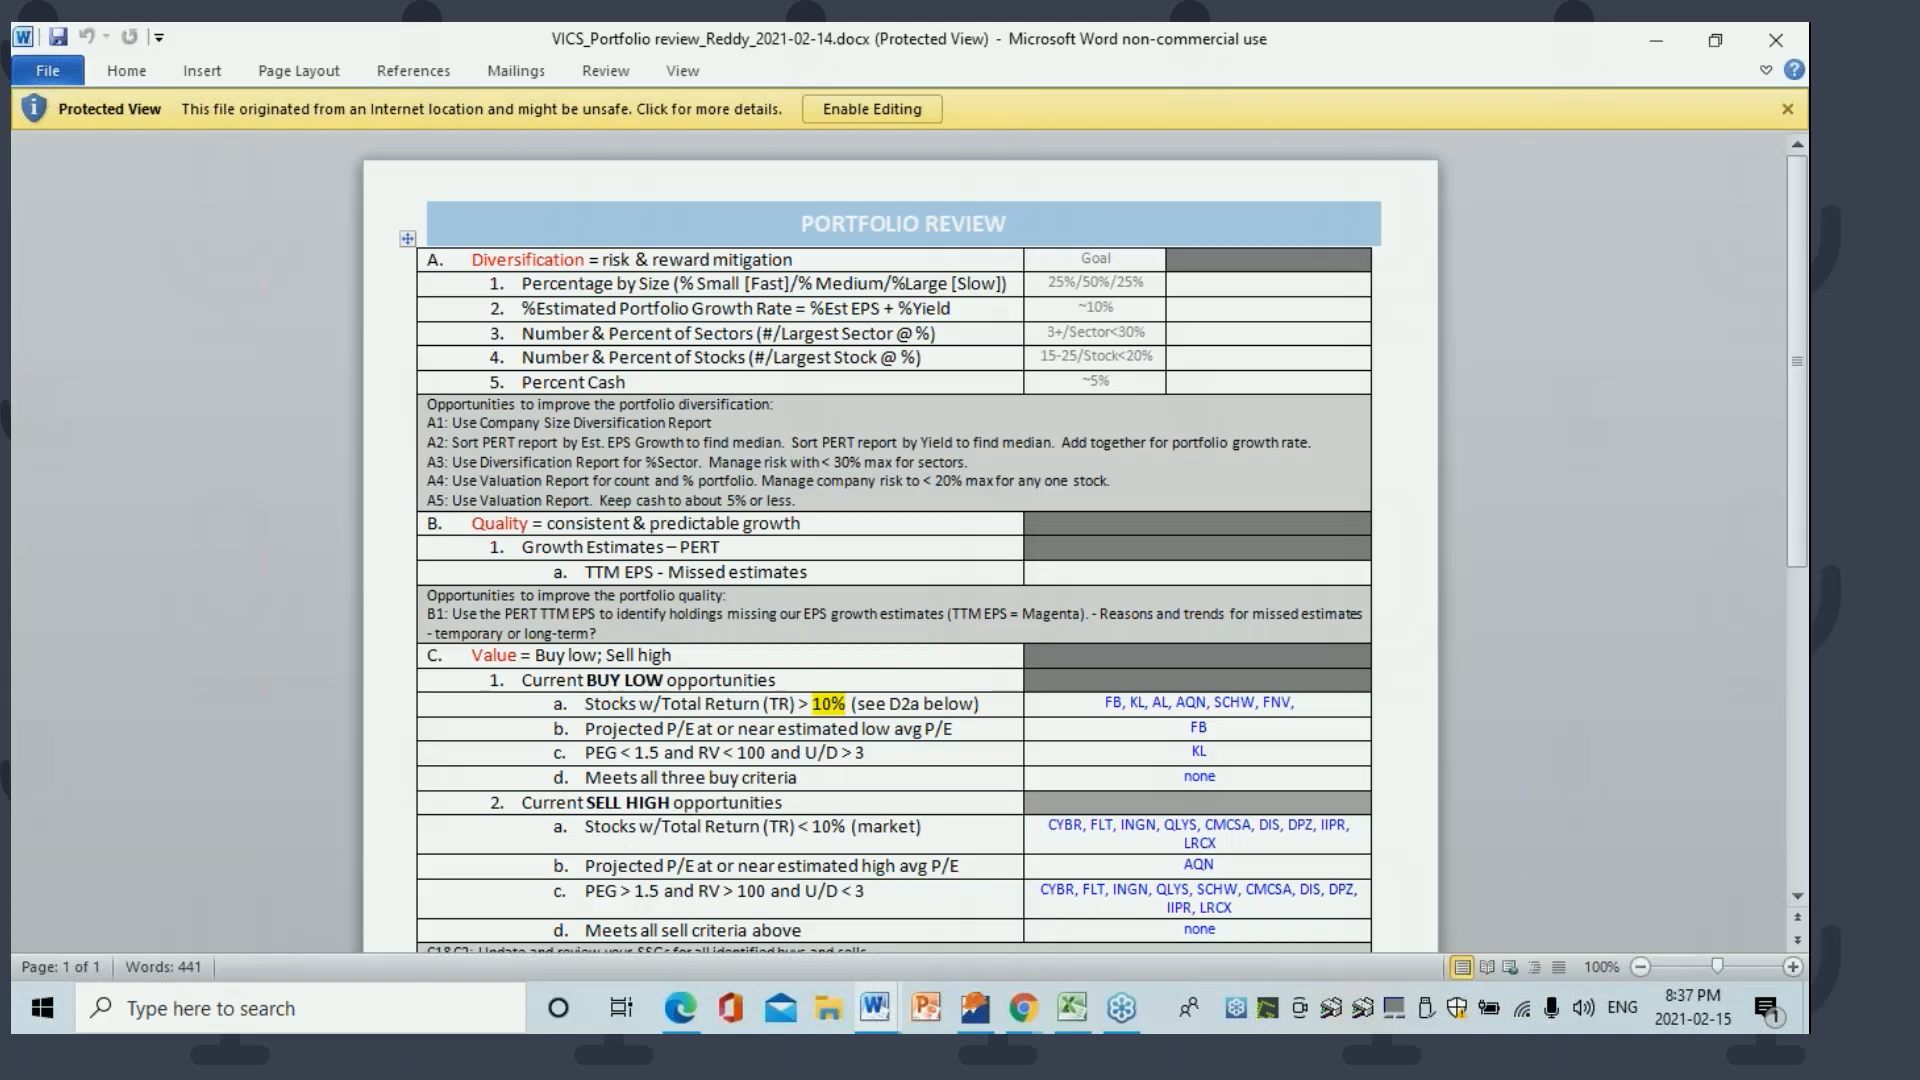 VICS_Portfolio review_Reddy_2021-02-14.docx (Protected View) - Microsoft Word non-commercial use
File Home Insert Page Layout References Mailings Review View
Protected View This file originated from an Internet location and might be unsafe. Click for more details. Enable Editing
PORTFOLIO REVIEW
A. Diversification = risk & reward mitigation Goal
1. Percentage by Size (% Small [Fast]/% Medium/%Large [Slow]) 25%/50%/25%
2. %Estimated Portfolio Growth Rate = %Est EPS + %Yield ~10%
3. Number & Percent of Sectors (#/Largest Sector @ %) 3+/Sector<30%
4. Number & Percent of Stocks (#/Largest Stock @ %) 15-25/Stock<20%
5. Percent Cash ~5%
Opportunities to improve the portfolio diversification:
A1: Use Company Size Diversification Report
A2: Sort PERT report by Est. EPS Growth to find median. Sort PERT report by Yield to find median. Add together for portfolio growth rate.
A3: Use Diversification Report for %Sector. Manage risk with < 30% max for sectors.
A4: Use Valuation Report for count and % portfolio. Manage company risk to < 20% max for any one stock.
A5: Use Valuation Report. Keep cash to about 5% or less.
B. Quality = consistent & predictable growth
1. Growth Estimates – PERT
a. TTM EPS - Missed estimates
Opportunities to improve the portfolio quality:
B1: Use the PERT TTM EPS to identify holdings missing our EPS growth estimates (TTM EPS = Magenta). - Reasons and trends for missed estimates
- temporary or long-term?
C. Value = Buy low; Sell high
1. Current BUY LOW opportunities
a. Stocks w/Total Return (TR) > 10% (see D2a below) FB, KL, AL, AQN, SCHW, FNV,
b. Projected P/E at or near estimated low avg P/E FB
c. PEG < 1.5 and RV < 100 and U/D > 3 KL
d. Meets all three buy criteria none
2. Current SELL HIGH opportunities
a. Stocks w/Total Return (TR) < 10% (market) CYBR, FLT, INGN, QLYS, CMCSA, DIS, DPZ, IIPR,
LRCX
b. Projected P/E at or near estimated high avg P/E AQN
c. PEG > 1.5 and RV > 100 and U/D < 3 CYBR, FLT, INGN, QLYS, SCHW, CMCSA, DIS, DPZ,
IIPR, LRCX
d. Meets all sell criteria above none
C1&C2: Update and review your SSGs for all identified buys and sells
Page: 1 of 1 Words: 441 100%
Type here to search ENG 8:37 PM
2021-02-15 1